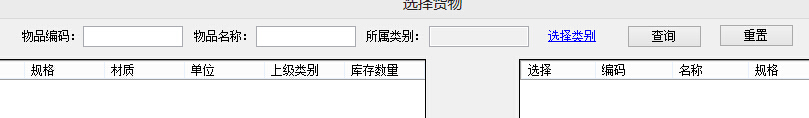 选择货物
物品编码： 物品名称： 所属类别： 选择类别 查询 重置
规格 材质 单位 上级类别 库存数量 选择 编码 名称 规格